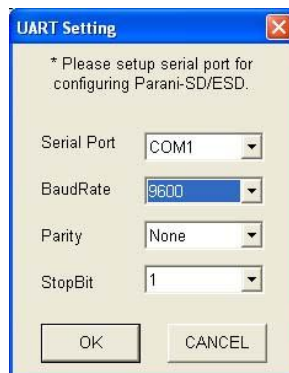 UART Setting
* Please setup serial port for
configuring Parani-SD/ESD.
Serial Port COM1
BaudRate 9600
Parity None
StopBit 1
OK CANCEL